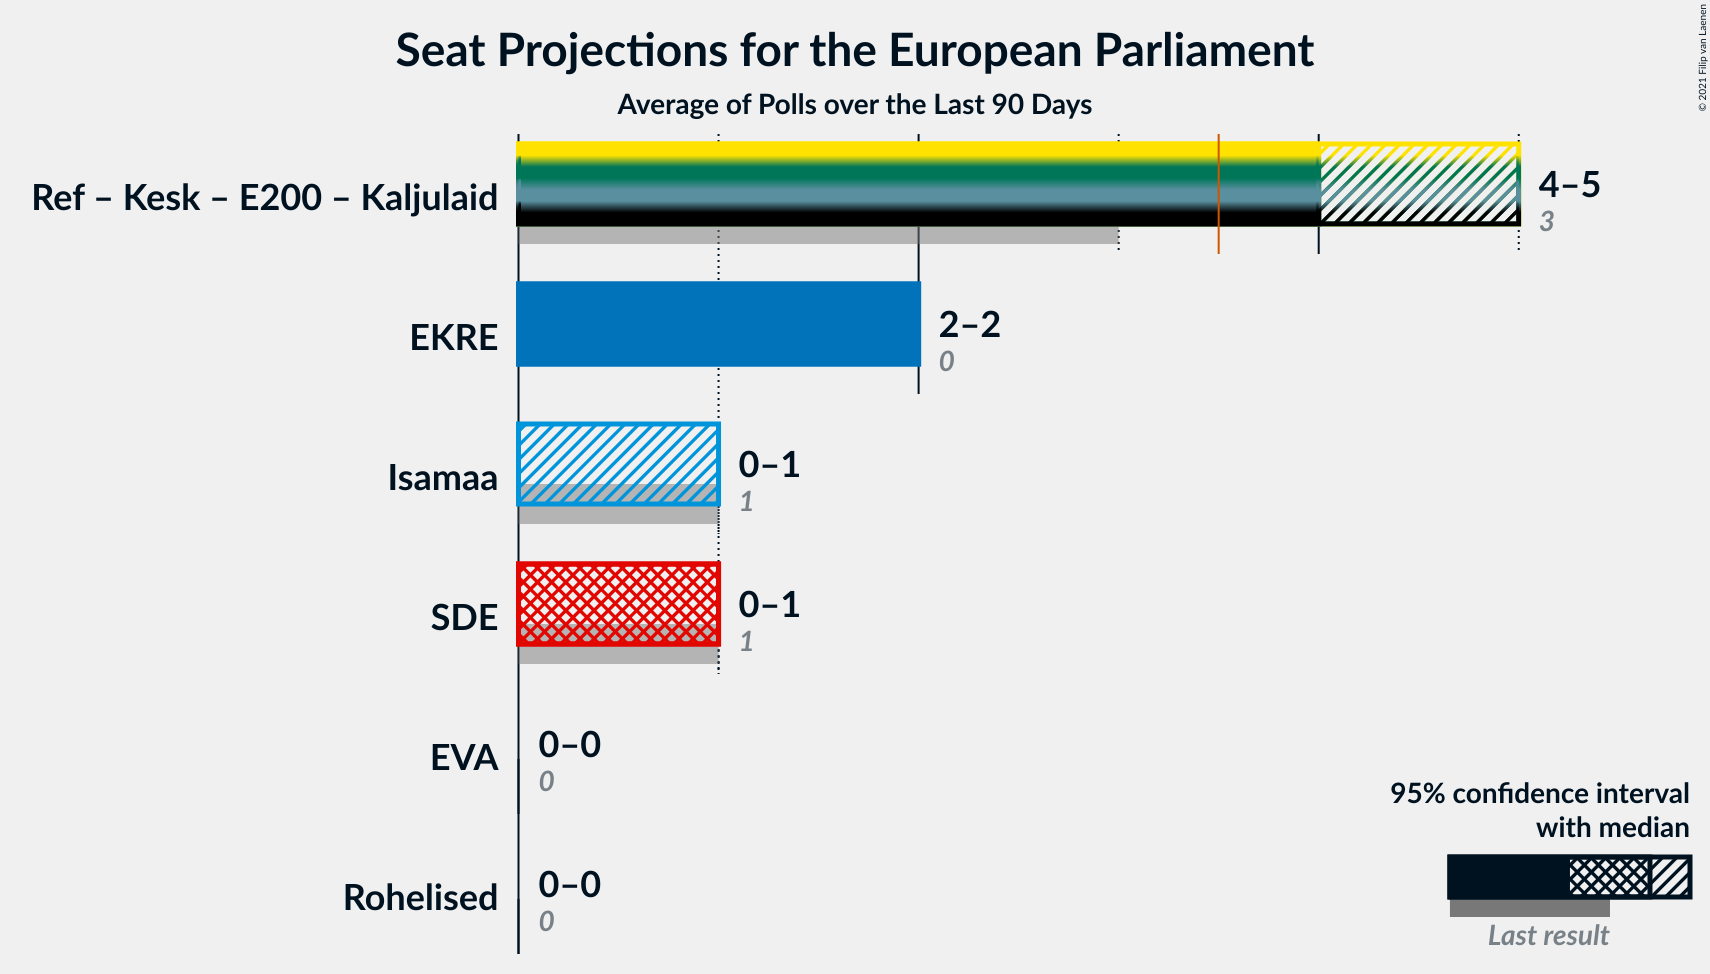 Seat Projections for the European Parliament
Average of Polls over the Last 90 Days
© 2021 Filip van Laenen
Ref – Kesk – E200 – Kaljulaid
4–5
3
EKRE
2–2
0
Isamaa
0–1
1
SDE
0–1
1
EVA
0–0
0
Rohelised
0–0
0
95% confidence interval
with median
Last result